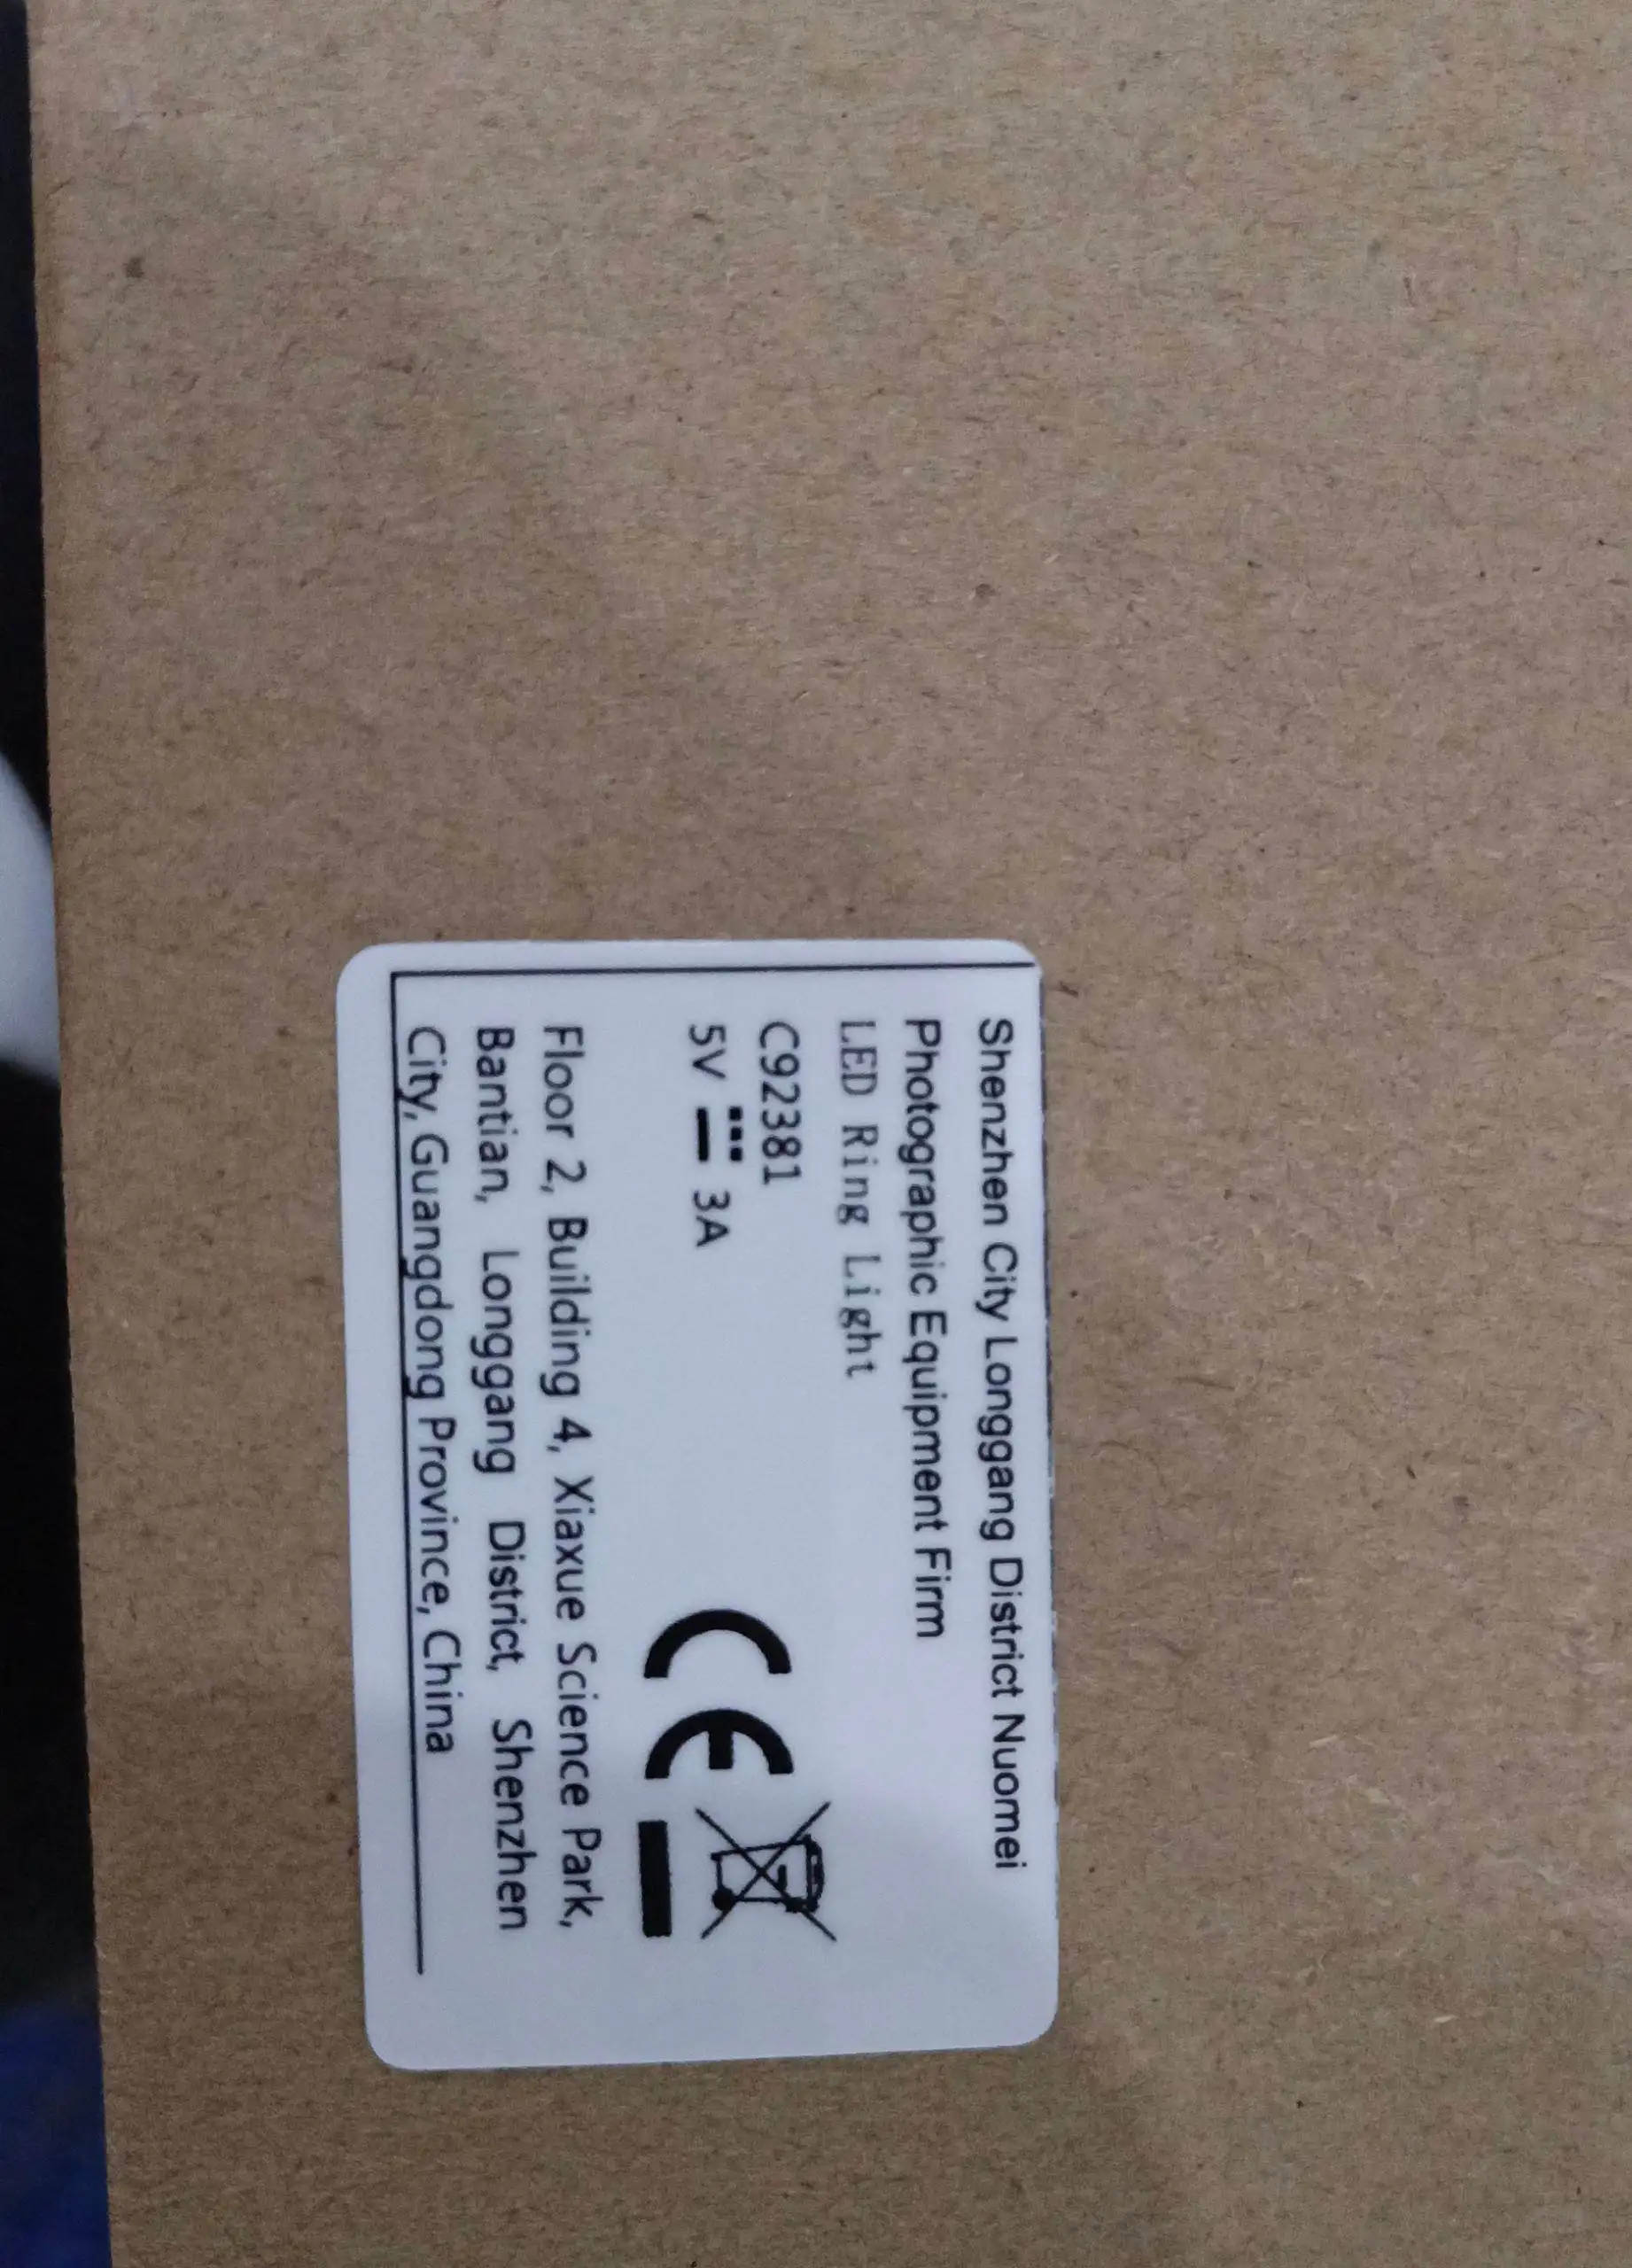 Shenzhen City Longgang District Nuomei
Photographic Equipment Firm
LED Ring Light
C92381
5V ⎓ 3A
CE
Floor 2, Building 4, Xiaxue Science Park,
Bantian, Longgang District, Shenzhen
City, Guangdong Province, China